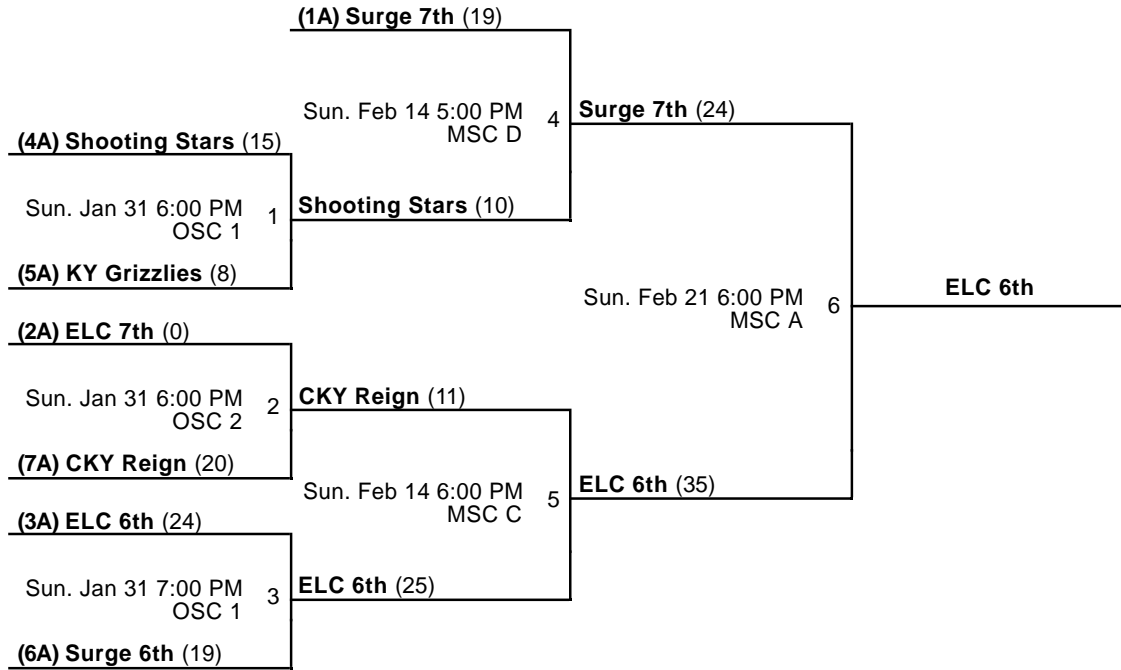 (1A) Surge 7th (19)
Sun. Feb 14 5:00 PM
MSC D
4
Surge 7th (24)
(4A) Shooting Stars (15)
Sun. Jan 31 6:00 PM
OSC 1
1
Shooting Stars (10)
(5A) KY Grizzlies (8)
Sun. Feb 21 6:00 PM
MSC A
6
ELC 6th
(2A) ELC 7th (0)
Sun. Jan 31 6:00 PM
OSC 2
2
CKY Reign (11)
(7A) CKY Reign (20)
Sun. Feb 14 6:00 PM
MSC C
5
ELC 6th (35)
(3A) ELC 6th (24)
Sun. Jan 31 7:00 PM
OSC 1
3
ELC 6th (25)
(6A) Surge 6th (19)